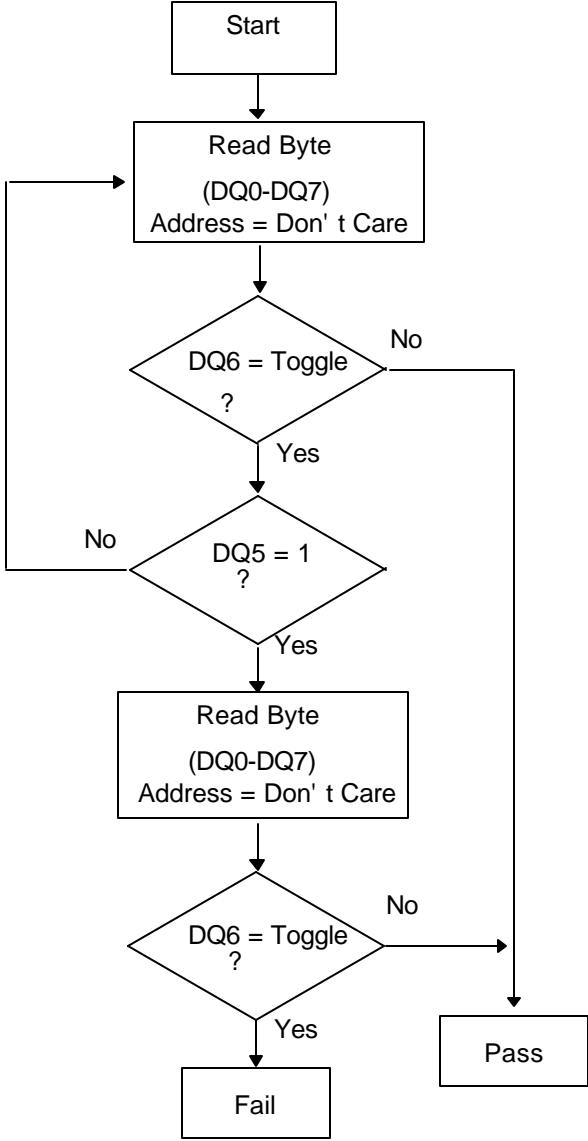 Start
Read Byte
(DQ0-DQ7)
Address = Don' t Care
No
DQ6 = Toggle
?
Yes
No
DQ5 = 1
?
Yes
Read Byte
(DQ0-DQ7)
Address = Don' t Care
No
DQ6 = Toggle
?
Yes
Pass
Fail